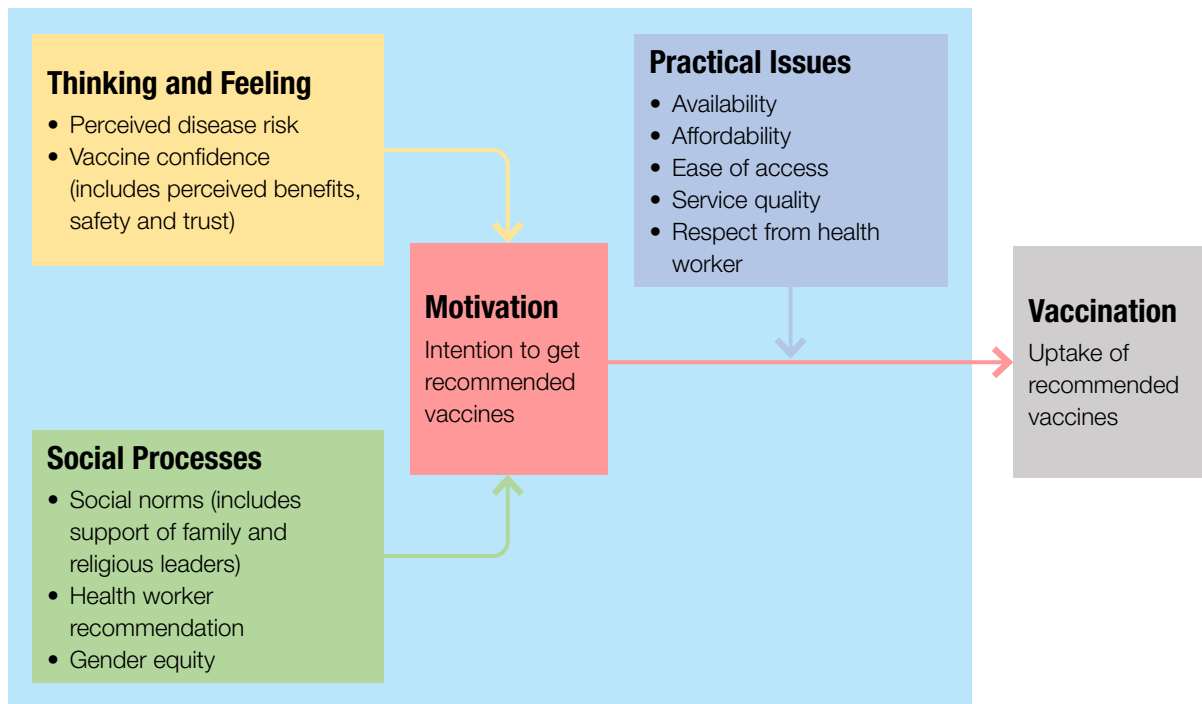 Thinking and Feeling
• Perceived disease risk
• Vaccine confidence
(includes perceived benefits,
safety and trust)
Social Processes
• Social norms (includes
support of family and
religious leaders)
• Health worker
recommendation
• Gender equity
Motivation
Intention to get
recommended
vaccines
Practical Issues
• Availability
• Affordability
• Ease of access
• Service quality
• Respect from health
worker
Vaccination
Uptake of
recommended
vaccines